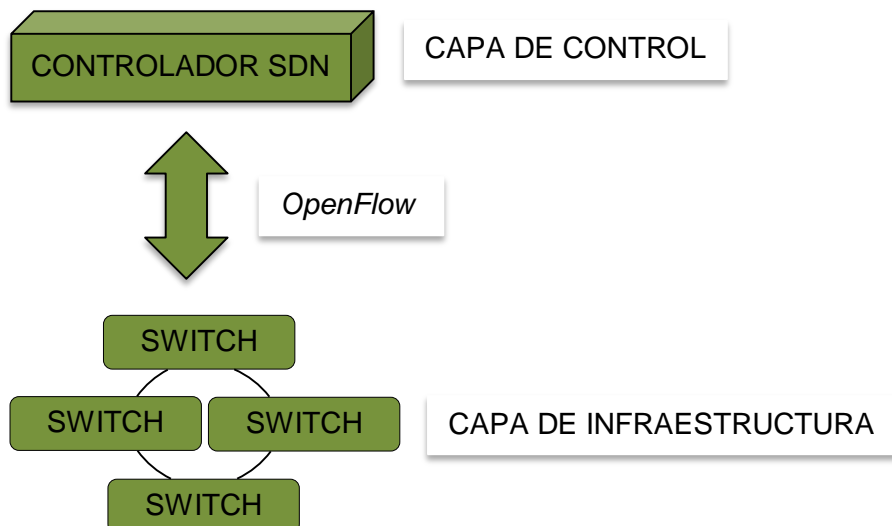 CONTROLADOR SDN
CAPA DE CONTROL
OpenFlow
SWITCH
SWITCH
SWITCH
CAPA DE INFRAESTRUCTURA
SWITCH